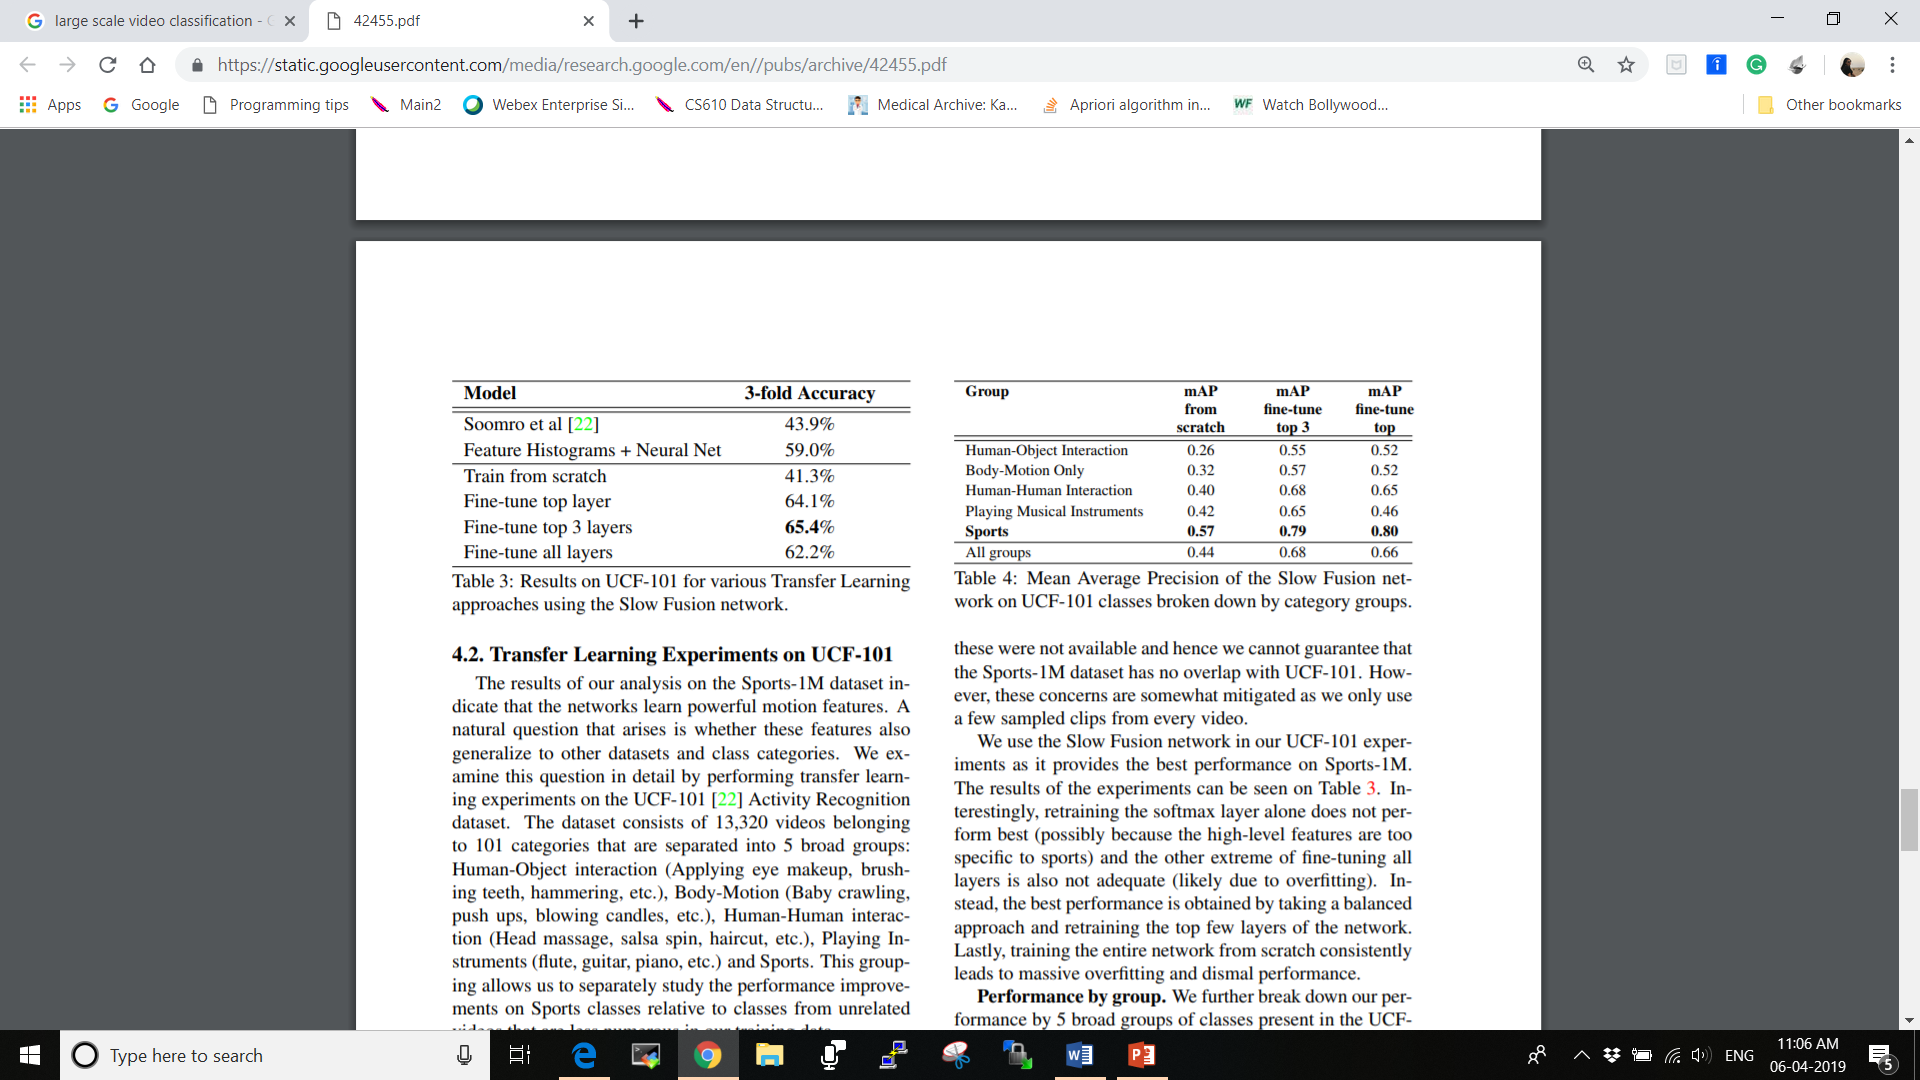 large scale video classification -
42455.pdf
https://static.googleusercontent.com/media/research.google.com/en//pubs/archive/42455.pdf
Apps
Google
Programming tips
Main2
Webex Enterprise Si...
CS610 Data Structu...
Medical Archive: Ka...
Apriori algorithm in...
WF Watch Bollywood...
Other bookmarks
Model 3-fold Accuracy
Soomro et al [22] 43.9%
Feature Histograms + Neural Net 59.0%
Train from scratch 41.3%
Fine-tune top layer 64.1%
Fine-tune top 3 layers 65.4%
Fine-tune all layers 62.2%
Table 3: Results on UCF-101 for various Transfer Learning
approaches using the Slow Fusion network.
4.2. Transfer Learning Experiments on UCF-101
The results of our analysis on the Sports-1M dataset in-
dicate that the networks learn powerful motion features. A
natural question that arises is whether these features also
generalize to other datasets and class categories. We ex-
amine this question in detail by performing transfer learn-
ing experiments on the UCF-101 [22] Activity Recognition
dataset. The dataset consists of 13,320 videos belonging
to 101 categories that are separated into 5 broad groups:
Human-Object interaction (Applying eye makeup, brush-
ing teeth, hammering, etc.), Body-Motion (Baby crawling,
push ups, blowing candles, etc.), Human-Human interac-
tion (Head massage, salsa spin, haircut, etc.), Playing In-
struments (flute, guitar, piano, etc.) and Sports. This group-
ing allows us to separately study the performance improve-
ments on Sports classes relative to classes from unrelated
Group mAP mAP mAP
from fine-tune fine-tune
scratch top 3 top
Human-Object Interaction 0.26 0.55 0.52
Body-Motion Only 0.32 0.57 0.52
Human-Human Interaction 0.40 0.68 0.65
Playing Musical Instruments 0.42 0.65 0.46
Sports 0.57 0.79 0.80
All groups 0.44 0.68 0.66
Table 4: Mean Average Precision of the Slow Fusion net-
work on UCF-101 classes broken down by category groups.
these were not available and hence we cannot guarantee that
the Sports-1M dataset has no overlap with UCF-101. How-
ever, these concerns are somewhat mitigated as we only use
a few sampled clips from every video.
We use the Slow Fusion network in our UCF-101 exper-
iments as it provides the best performance on Sports-1M.
The results of the experiments can be seen on Table 3. In-
terestingly, retraining the softmax layer alone does not per-
form best (possibly because the high-level features are too
specific to sports) and the other extreme of fine-tuning all
layers is also not adequate (likely due to overfitting). In-
stead, the best performance is obtained by taking a balanced
approach and retraining the top few layers of the network.
Lastly, training the entire network from scratch consistently
leads to massive overfitting and dismal performance.
Performance by group. We further break down our per-
formance by 5 broad groups of classes present in the UCF-
Type here to search
ENG
11:06 AM
06-04-2019
5